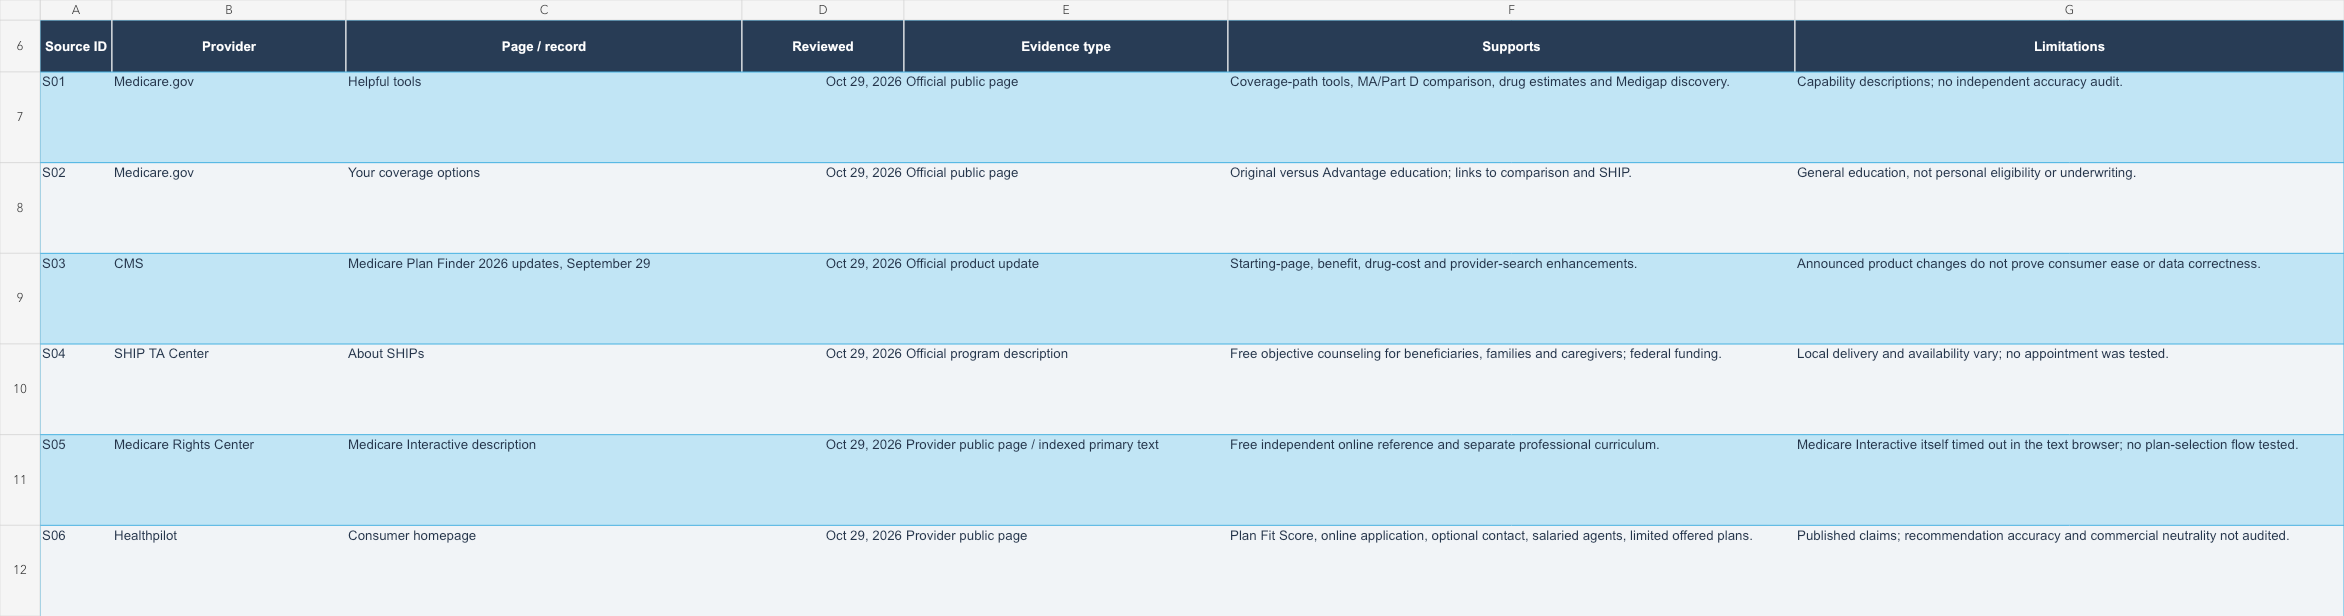 A B C D E F G
6 Source ID Provider Page / record Reviewed Evidence type Supports Limitations
7 S01 Medicare.gov Helpful tools Oct 29, 2026 Official public page Coverage-path tools, MA/Part D comparison, drug estimates and Medigap discovery. Capability descriptions; no independent accuracy audit.
8 S02 Medicare.gov Your coverage options Oct 29, 2026 Official public page Original versus Advantage education; links to comparison and SHIP. General education, not personal eligibility or underwriting.
9 S03 CMS Medicare Plan Finder 2026 updates, September 29 Oct 29, 2026 Official product update Starting-page, benefit, drug-cost and provider-search enhancements. Announced product changes do not prove consumer ease or data correctness.
10 S04 SHIP TA Center About SHIPs Oct 29, 2026 Official program description Free objective counseling for beneficiaries, families and caregivers; federal funding. Local delivery and availability vary; no appointment was tested.
11 S05 Medicare Rights Center Medicare Interactive description Oct 29, 2026 Provider public page / indexed primary text Free independent online reference and separate professional curriculum. Medicare Interactive itself timed out in the text browser; no plan-selection flow tested.
12 S06 Healthpilot Consumer homepage Oct 29, 2026 Provider public page Plan Fit Score, online application, optional contact, salaried agents, limited offered plans. Published claims; recommendation accuracy and commercial neutrality not audited.